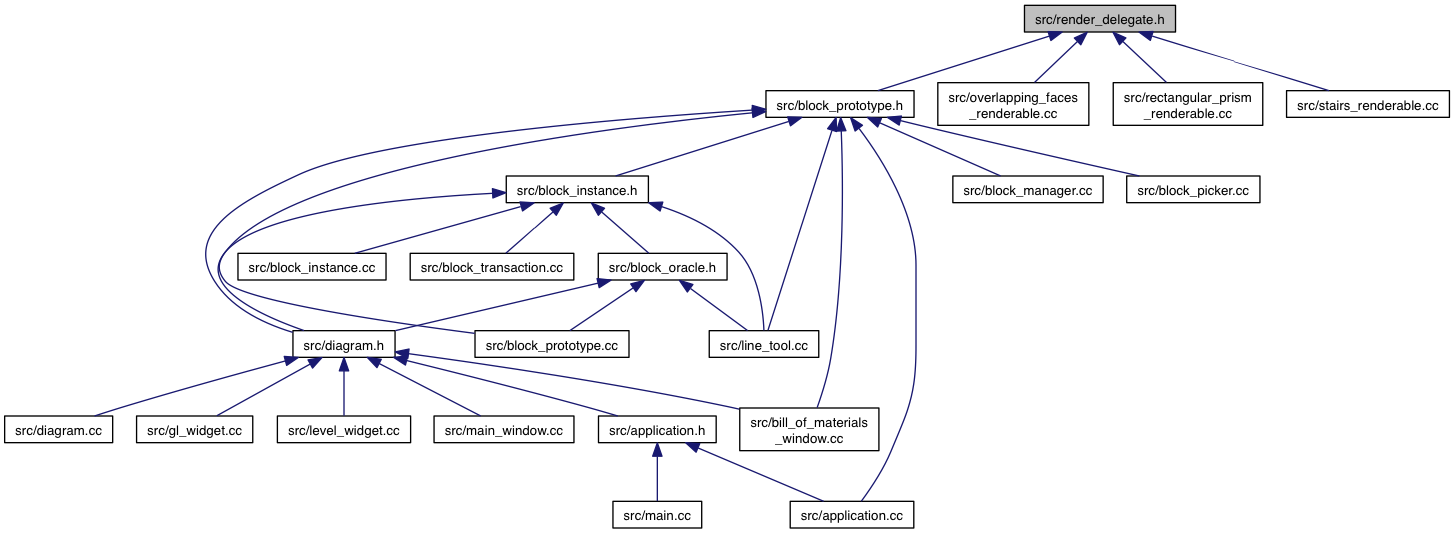 src/render_delegate.h
src/block_prototype.h
src/overlapping_faces
_renderable.cc
src/rectangular_prism
_renderable.cc
src/stairs_renderable.cc
src/block_instance.h
src/block_manager.cc
src/block_picker.cc
src/block_instance.cc
src/block_transaction.cc
src/block_oracle.h
src/diagram.h
src/block_prototype.cc
src/line_tool.cc
src/diagram.cc
src/gl_widget.cc
src/level_widget.cc
src/main_window.cc
src/application.h
src/bill_of_materials
_window.cc
src/main.cc
src/application.cc